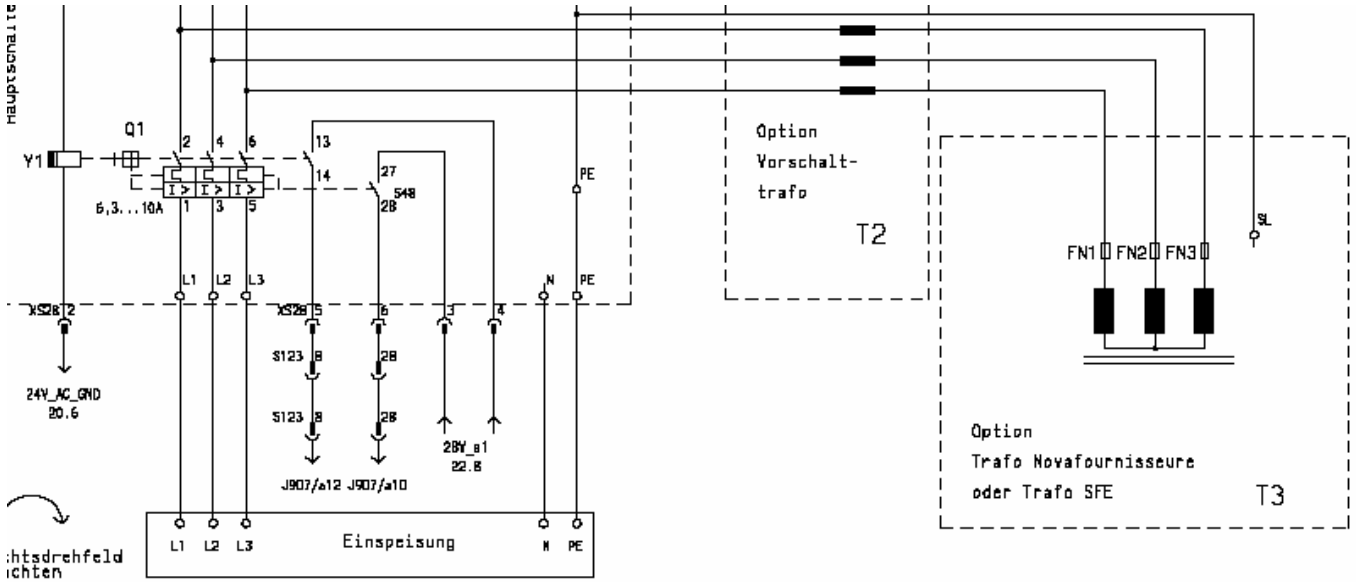 Hauptschalte
Q1
2 4 6 13
Y1
14
27
S48
28
6,3...10A
1 3 5
PE
Option
Vorschalt-
trafo
T2
SL
FN1 FN2 FN3
L1 L2 L3
N PE
XS28 2
XS28 5 6 3 4
S123 8 28
24V_AC_GND
20.6
S123 8 28
28V_a1
22.8
J907/a12 J907/a10
Option
Trafo Novafournisseure
oder Trafo SFE
T3
L1 L2 L3 Einspeisung N PE
chtsdrehfeld
achten
I > I > I >